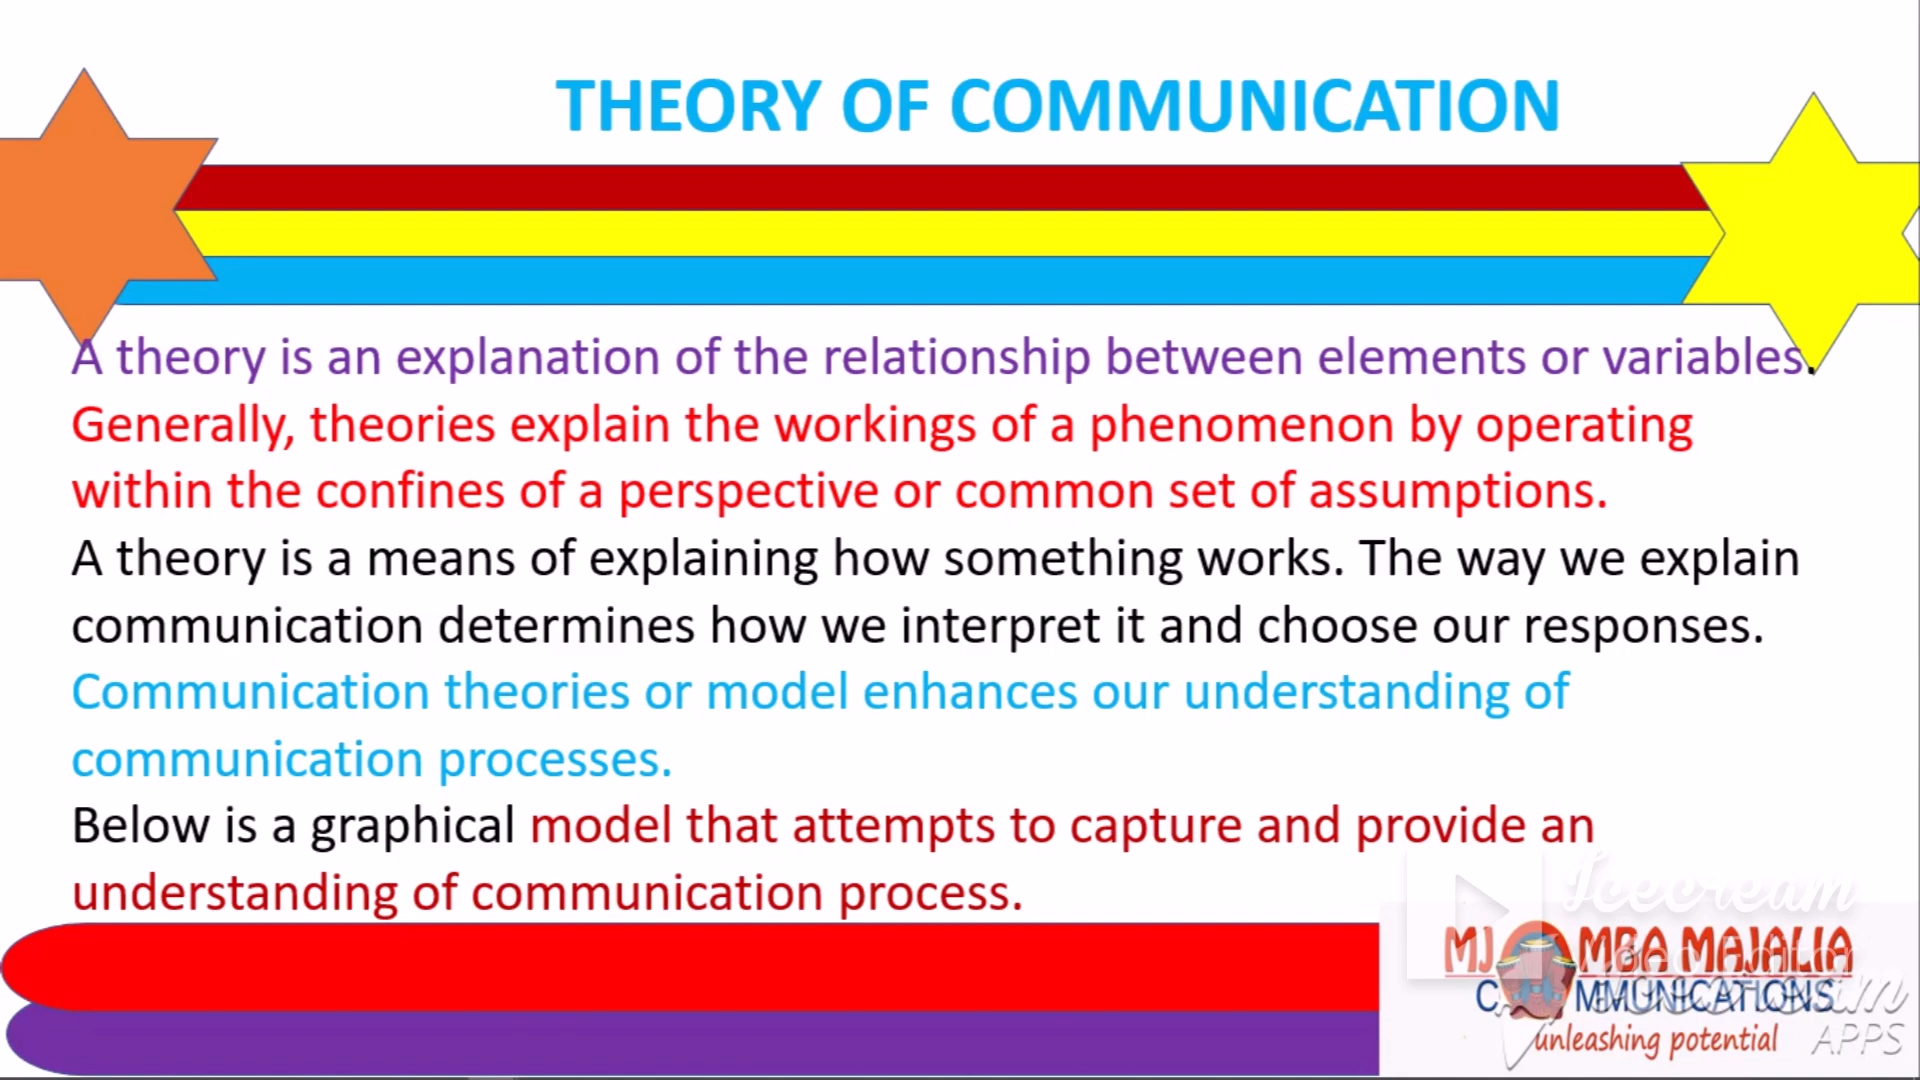 THEORY OF COMMUNICATION
A theory is an explanation of the relationship between elements or variables.
Generally, theories explain the workings of a phenomenon by operating
within the confines of a perspective or common set of assumptions.
A theory is a means of explaining how something works. The way we explain
communication determines how we interpret it and choose our responses.
Communication theories or model enhances our understanding of
communication processes.
Below is a graphical model that attempts to capture and provide an
understanding of communication process.
Icecream
MJOMBA MAJALIA
COMMUNICATIONS
unleashing potential
APPS